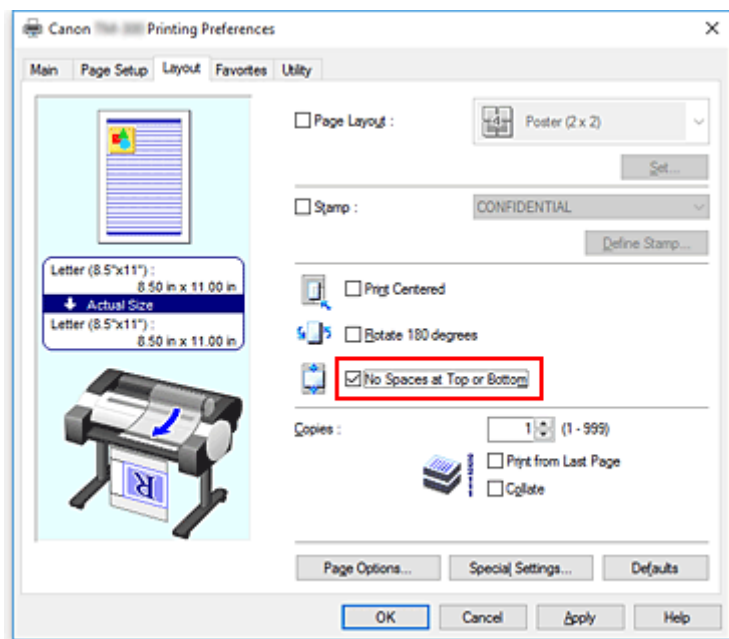 Canon Printing Preferences
Main Page Setup Layout Favorites Utility
Page Layout :
Poster (2 x 2)
Set...
Stamp :
CONFIDENTIAL
Define Stamp...
Letter (8.5"x11") :
8.50 in x 11.00 in
Actual Size
Letter (8.5"x11") :
8.50 in x 11.00 in
Print Centered
Rotate 180 degrees
No Spaces at Top or Bottom
Copies :
1 (1 - 999)
Print from Last Page
Collate
Page Options... Special Settings... Defaults
OK Cancel Apply Help